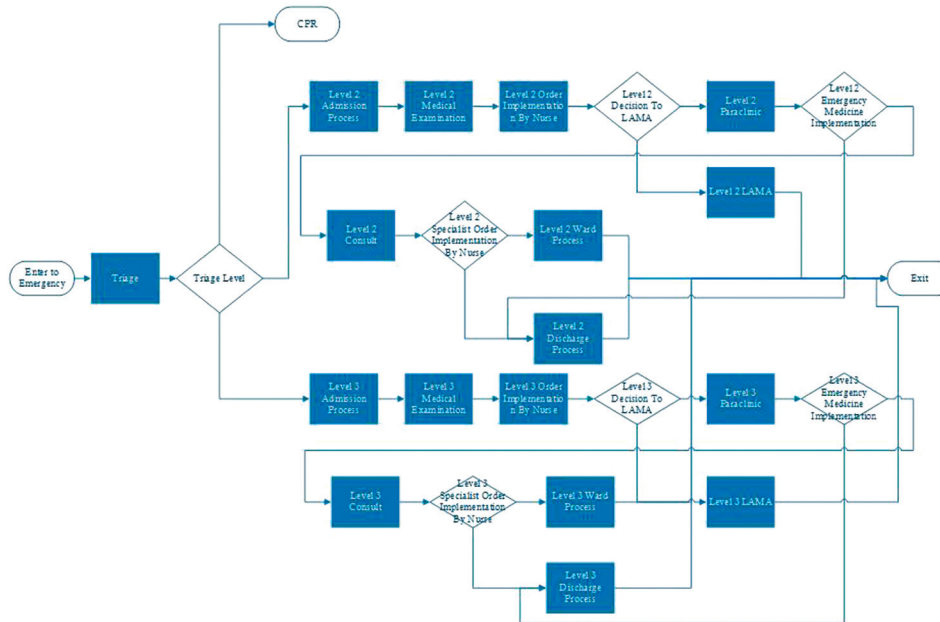 CPR
Level 2
Admission
Process
Level 2
Medical
Examination
Level 2 Order
Implementatio
n By Nurse
Level 2
Decision To
LAMA
Level 2
Paraclinic
Level 2
Emergency
Medicine
Implementation
Level 2 LAMA
Level 2
Consult
Level 2
Specialist Order
Implementation
By Nurse
Level 2 Ward
Process
Enter to
Emergency
Triage
Triage Level
Exit
Level 2
Discharge
Process
Level 3
Admission
Process
Level 3
Medical
Examination
Level 3 Order
Implementatio
n By Nurse
Level 3
Decision To
LAMA
Level 3
Paraclinic
Level 3
Emergency
Medicine
Implementation
Level 3
Consult
Level 3
Specialist Order
Implementation
By Nurse
Level 3 Ward
Process
Level 3 LAMA
Level 3
Discharge
Process